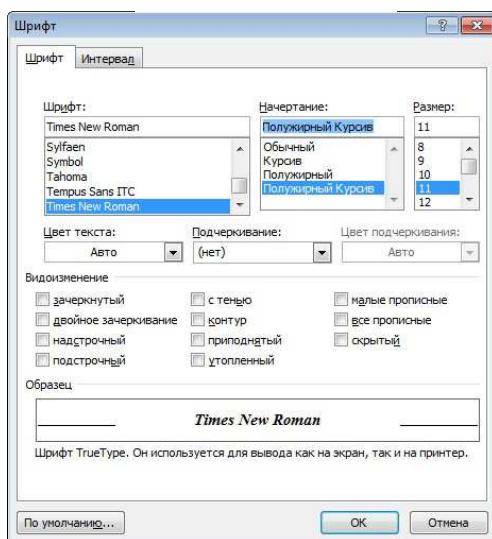 Шрифт
Шрифт Интервал
Шрифт: Начертание: Размер:
Times New Roman Полужирный Курсив 11
Sylfaen Обычный 8
Symbol Курсив 9
Tahoma Полужирный 10
Tempus Sans ITC Полужирный Курсив 11
Times New Roman 12
Цвет текста: Подчеркивание: Цвет подчеркивания:
Авто (нет) Авто
Видоизменение
зачеркнутый с тенью малые прописные
двойное зачеркивание контур все прописные
надстрочный приподнятый скрытый
подстрочный утопленный
Образец
Times New Roman
Шрифт TrueType. Он используется для вывода как на экран, так и на принтер.
По умолчанию... ОК Отмена